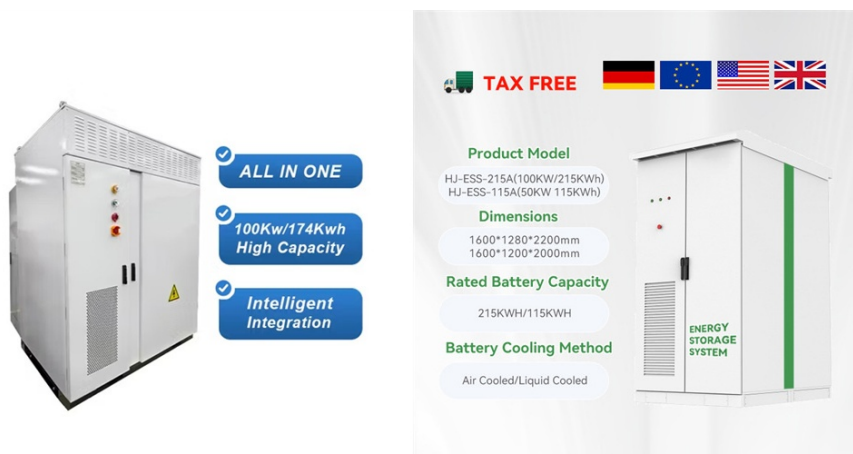 ALL IN ONE
100Kw/174Kwh
High Capacity
Intelligent
Integration
TAX FREE
Product Model
HJ-ESS-215A(100KW/215KWh)
HJ-ESS-115A(50KW 115KWh)
Dimensions
1600*1280*2200mm
1600*1200*2000mm
Rated Battery Capacity
215KWH/115KWH
Battery Cooling Method
Air Cooled/Liquid Cooled
ENERGY
STORAGE
SYSTEM